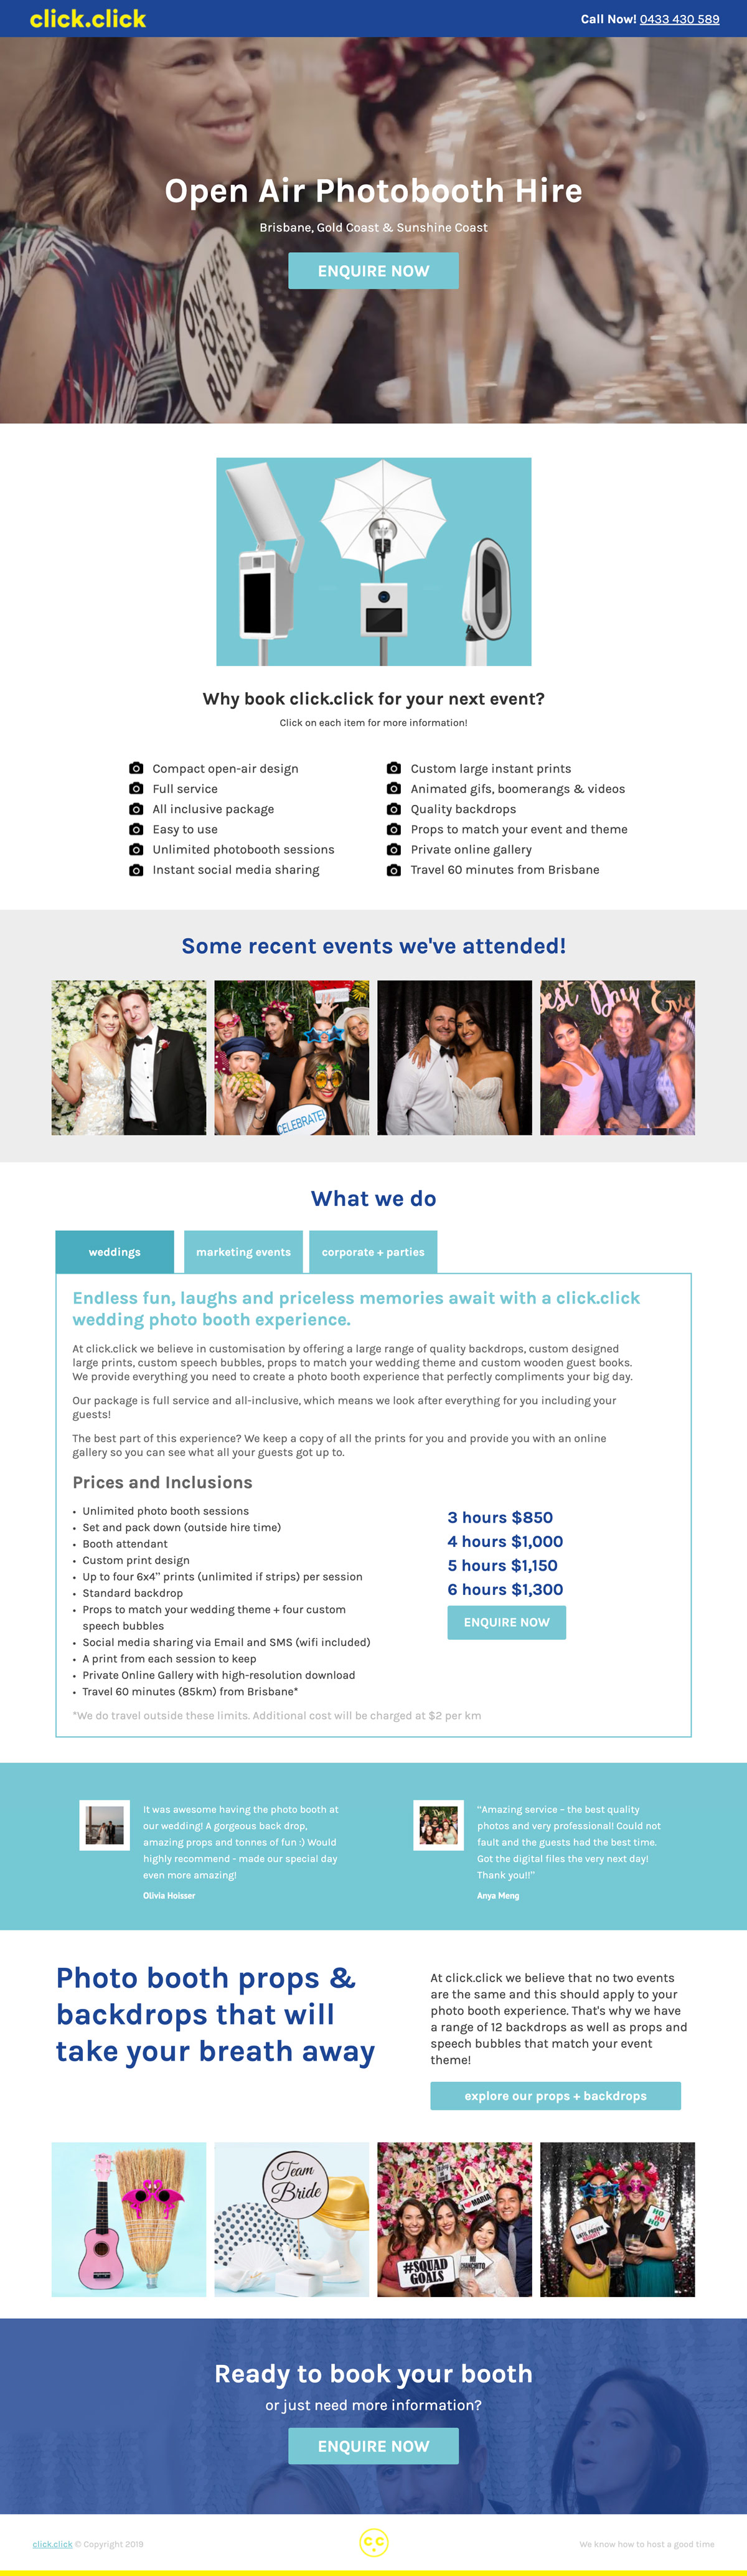 click.click
Call Now! 0433 430 589
Open Air Photobooth Hire
Brisbane, Gold Coast & Sunshine Coast
ENQUIRE NOW
Why book click.click for your next event?
Click on each item for more information!
Compact open-air design
Full service
All inclusive package
Easy to use
Unlimited photobooth sessions
Instant social media sharing
Custom large instant prints
Animated gifs, boomerangs & videos
Quality backdrops
Props to match your event and theme
Private online gallery
Travel 60 minutes from Brisbane
Some recent events we've attended!
CELEBRATE!
What we do
weddings
marketing events
corporate + parties
Endless fun, laughs and priceless memories await with a click.click
wedding photo booth experience.
At click.click we believe in customisation by offering a large range of quality backdrops, custom designed
large prints, custom speech bubbles, props to match your wedding theme and custom wooden guest books.
We provide everything you need to create a photo booth experience that perfectly compliments your big day.
Our package is full service and all-inclusive, which means we look after everything for you including your
guests!
The best part of this experience? We keep a copy of all the prints for you and provide you with an online
gallery so you can see what all your guests got up to.
Prices and Inclusions
Unlimited photo booth sessions
Set and pack down (outside hire time)
Booth attendant
Custom print design
Up to four 6x4” prints (unlimited if strips) per session
Standard backdrop
Props to match your wedding theme + four custom
speech bubbles
Social media sharing via Email and SMS (wifi included)
A print from each session to keep
Private Online Gallery with high-resolution download
Travel 60 minutes (85km) from Brisbane*
3 hours $850
4 hours $1,000
5 hours $1,150
6 hours $1,300
ENQUIRE NOW
*We do travel outside these limits. Additional cost will be charged at $2 per km
It was awesome having the photo booth at
our wedding! A gorgeous back drop,
amazing props and tonnes of fun :) Would
highly recommend - made our special day
even more amazing!
Olivia Hoisser
“Amazing service – the best quality
photos and very professional! Could not
fault and the guests had the best time.
Got the digital files the very next day!
Thank you!!”
Anya Meng
Photo booth props &
backdrops that will
take your breath away
At click.click we believe that no two events
are the same and this should apply to your
photo booth experience. That's why we have
a range of 12 backdrops as well as props and
speech bubbles that match your event
theme!
explore our props + backdrops
Team
Bride
#SQUAD
GOALS
HO
HO
HO
Ready to book your booth
or just need more information?
ENQUIRE NOW
click.click © Copyright 2019
CC
We know how to host a good time